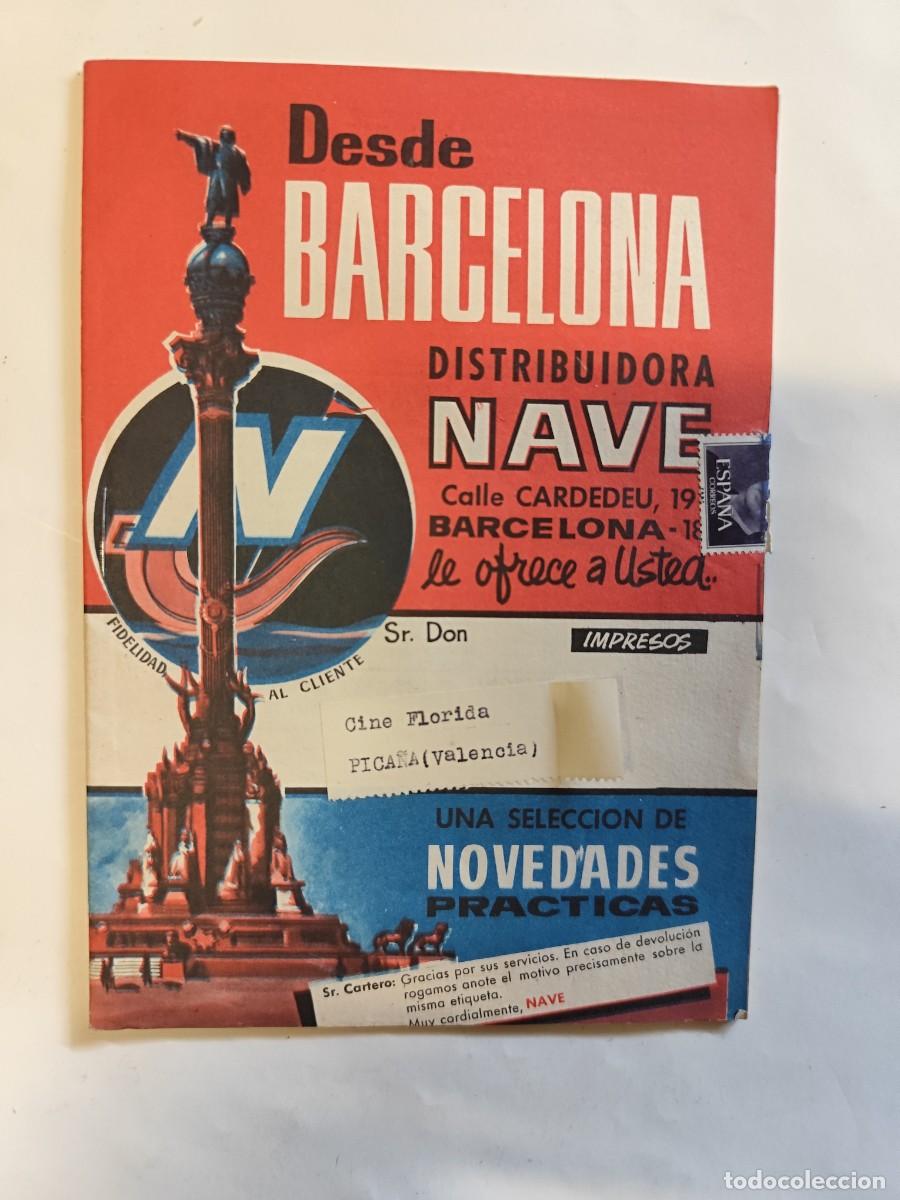 Desde
BARCELONA
DISTRIBUIDORA
NAVE
Calle CARDEDEU, 19
BARCELONA - 18
le ofrece a Usted..
ESPAÑA
CORREOS
N
FIDELIDAD AL CLIENTE
Sr. Don
IMPRESOS
Cine Florida
PICAÑA(Valencia)
UNA SELECCION DE
NOVEDADES
PRACTICAS
Sr. Cartero: Gracias por sus servicios. En caso de devolución
rogamos anote el motivo precisamente sobre la
misma etiqueta.
Muy cordialmente, NAVE
todocoleccion